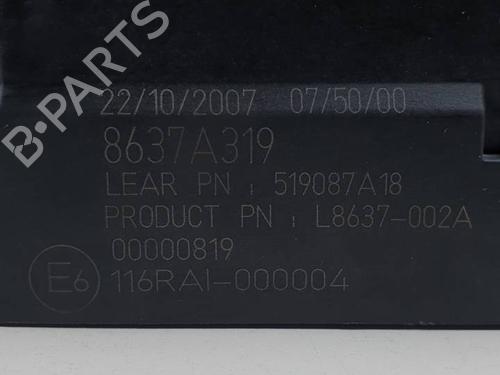 22/10/2007 07/50/00
8637A319
LEAR PN : 519087A18
PRODUCT PN : L8637-002A
00000819
E6 116RAI-000004
B-PARTS